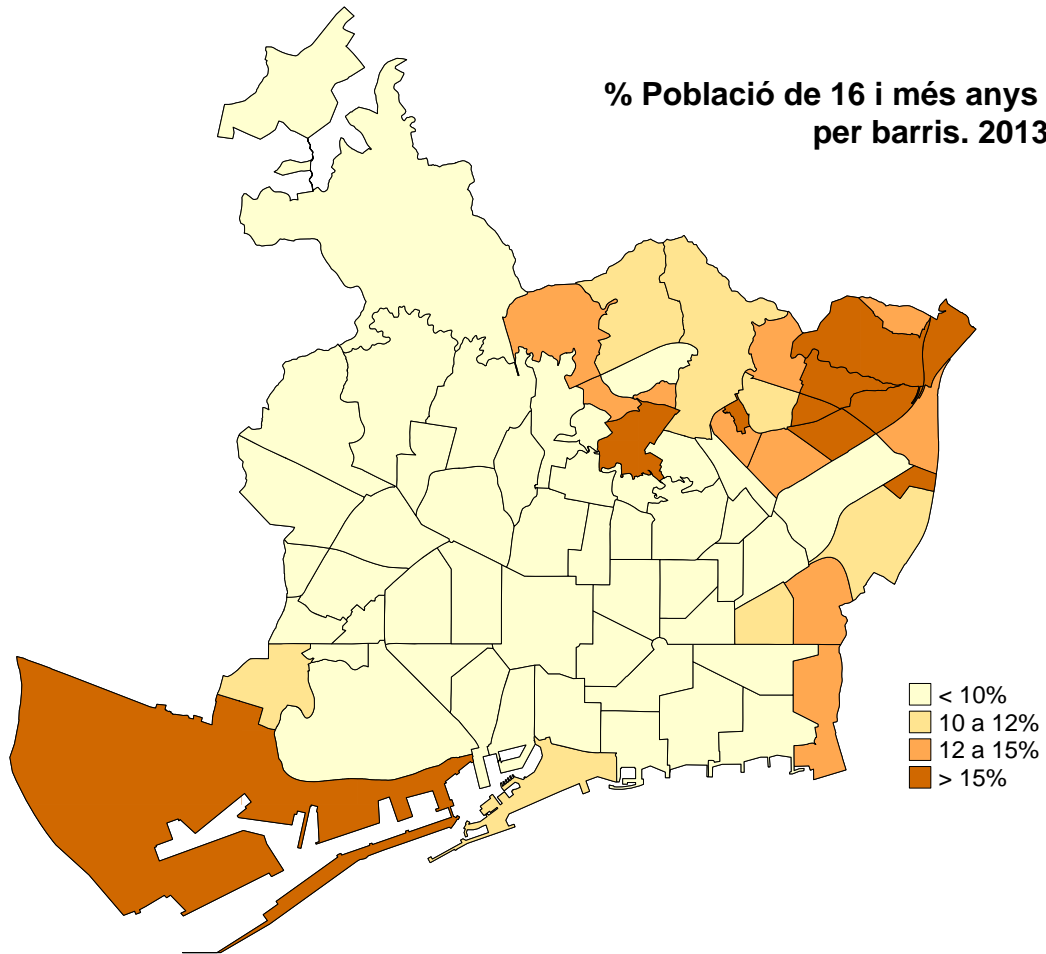 % Població de 16 i més anys
per barris. 2013
< 10%
10 a 12%
12 a 15%
> 15%